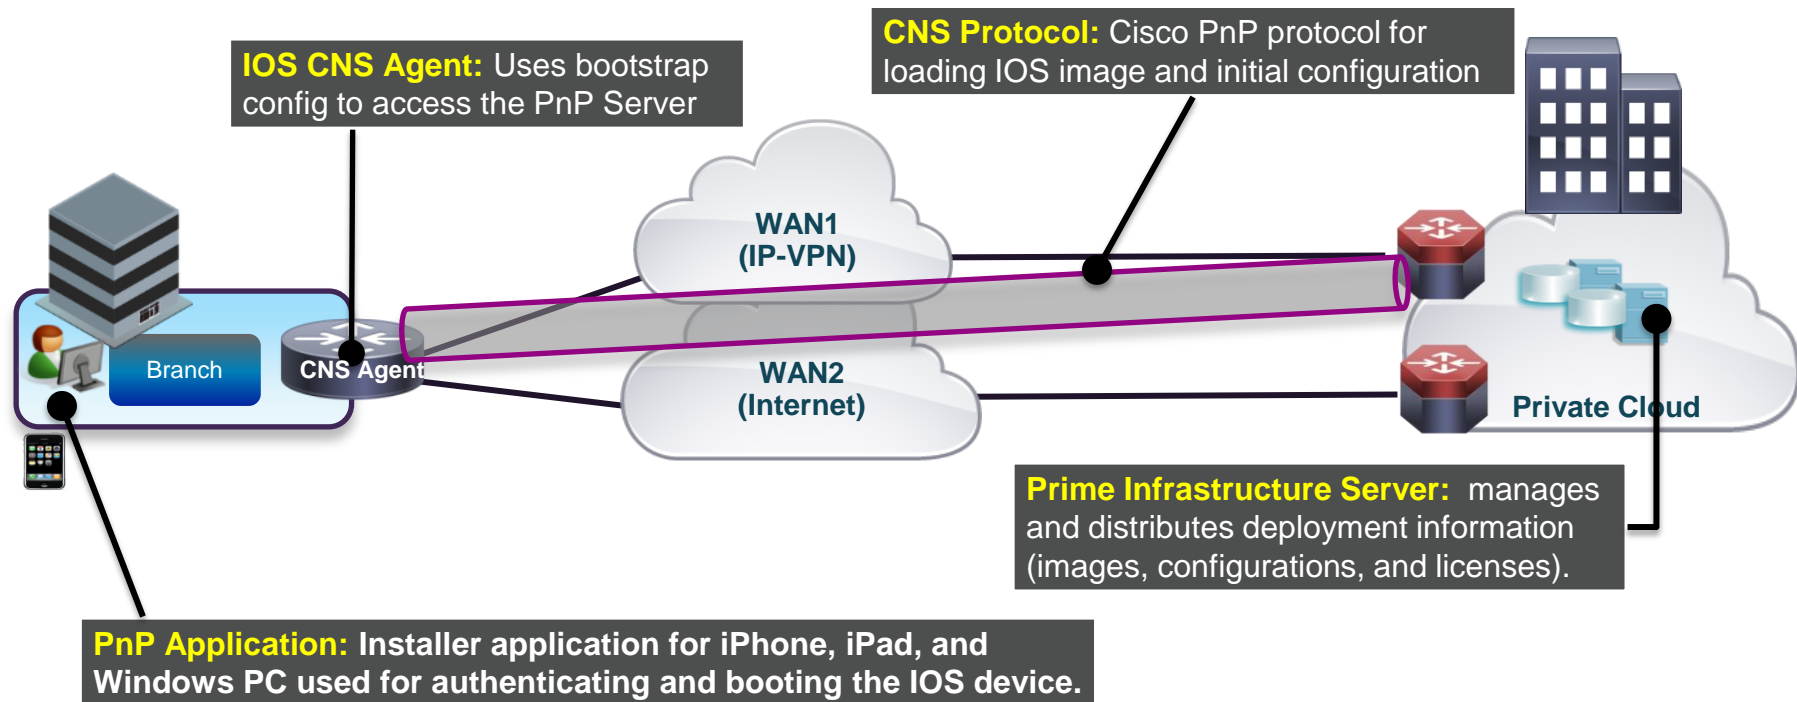 CNS Protocol: Cisco PnP protocol for
loading IOS image and initial configuration
IOS CNS Agent: Uses bootstrap
config to access the PnP Server
WAN1
(IP-VPN)
Branch
CNS Agent
WAN2
(Internet)
Private Cloud
Prime Infrastructure Server: manages
and distributes deployment information
(images, configurations, and licenses).
PnP Application: Installer application for iPhone, iPad, and
Windows PC used for authenticating and booting the IOS device.